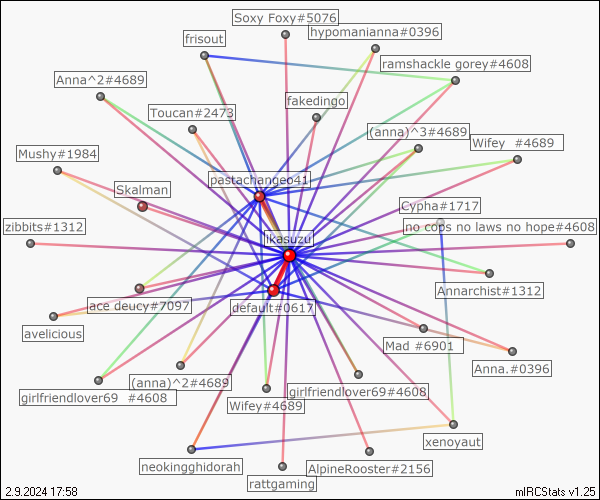 Soxy Foxy#5076
hypomanianna#0396
frisout
ramshackle gorey#4608
Anna^2#4689
fakedingo
Toucan#2473
(anna)^3#4689
Wifey #4689
Mushy#1984
pastachangeo41
Skalman
Cypha#1717
zibbits#1312
no cops no laws no hope#4608
ikasuzu
Annarchist#1312
ace deucy#7097
default#0617
avelicious
Mad #6901
Anna.#0396
(anna)^2#4689
girlfriendlover69 #4608
girlfriendlover69#4608
Wifey#4689
xenoyaut
neokingghidorah
AlpineRooster#2156
rattgaming
2.9.2024 17:58
mIRCStats v1.25